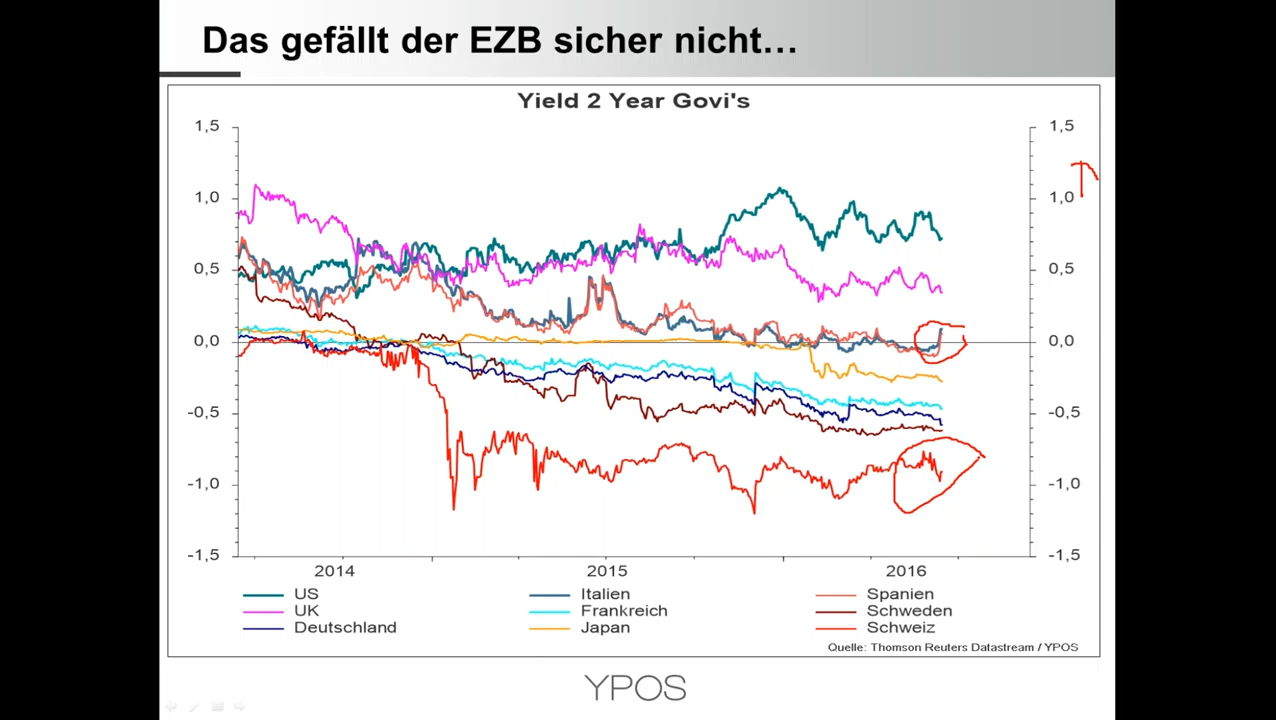 Das gefällt der EZB sicher nicht...
Yield 2 Year Govi's
1,5 1,5
1,0 1,0
0,5 0,5
0,0 0,0
-0,5 -0,5
-1,0 -1,0
-1,5 -1,5
2014 2015 2016
US Italien Spanien
UK Frankreich Schweden
Deutschland Japan Schweiz
Quelle: Thomson Reuters Datastream / YPOS
YPOS